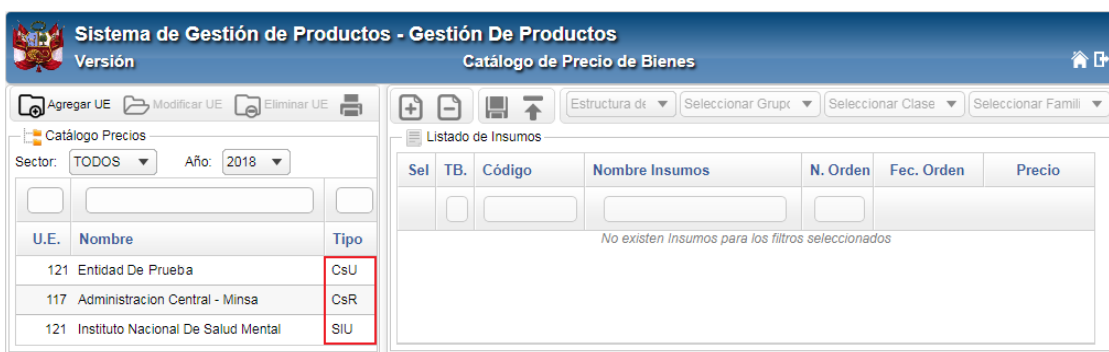 Sistema de Gestión de Productos - Gestión De Productos
Versión
Catálogo de Precio de Bienes
Agregar UE Modificar UE Eliminar UE
Catálogo Precios
Sector: TODOS Año: 2018
U.E. Nombre Tipo
121 Entidad De Prueba CsU
117 Administracion Central - Minsa CsR
121 Instituto Nacional De Salud Mental SIU
Estructura de Seleccionar Grupo Seleccionar Clase Seleccionar Famili
Listado de Insumos
Sel TB. Código Nombre Insumos N. Orden Fec. Orden Precio
No existen Insumos para los filtros seleccionados